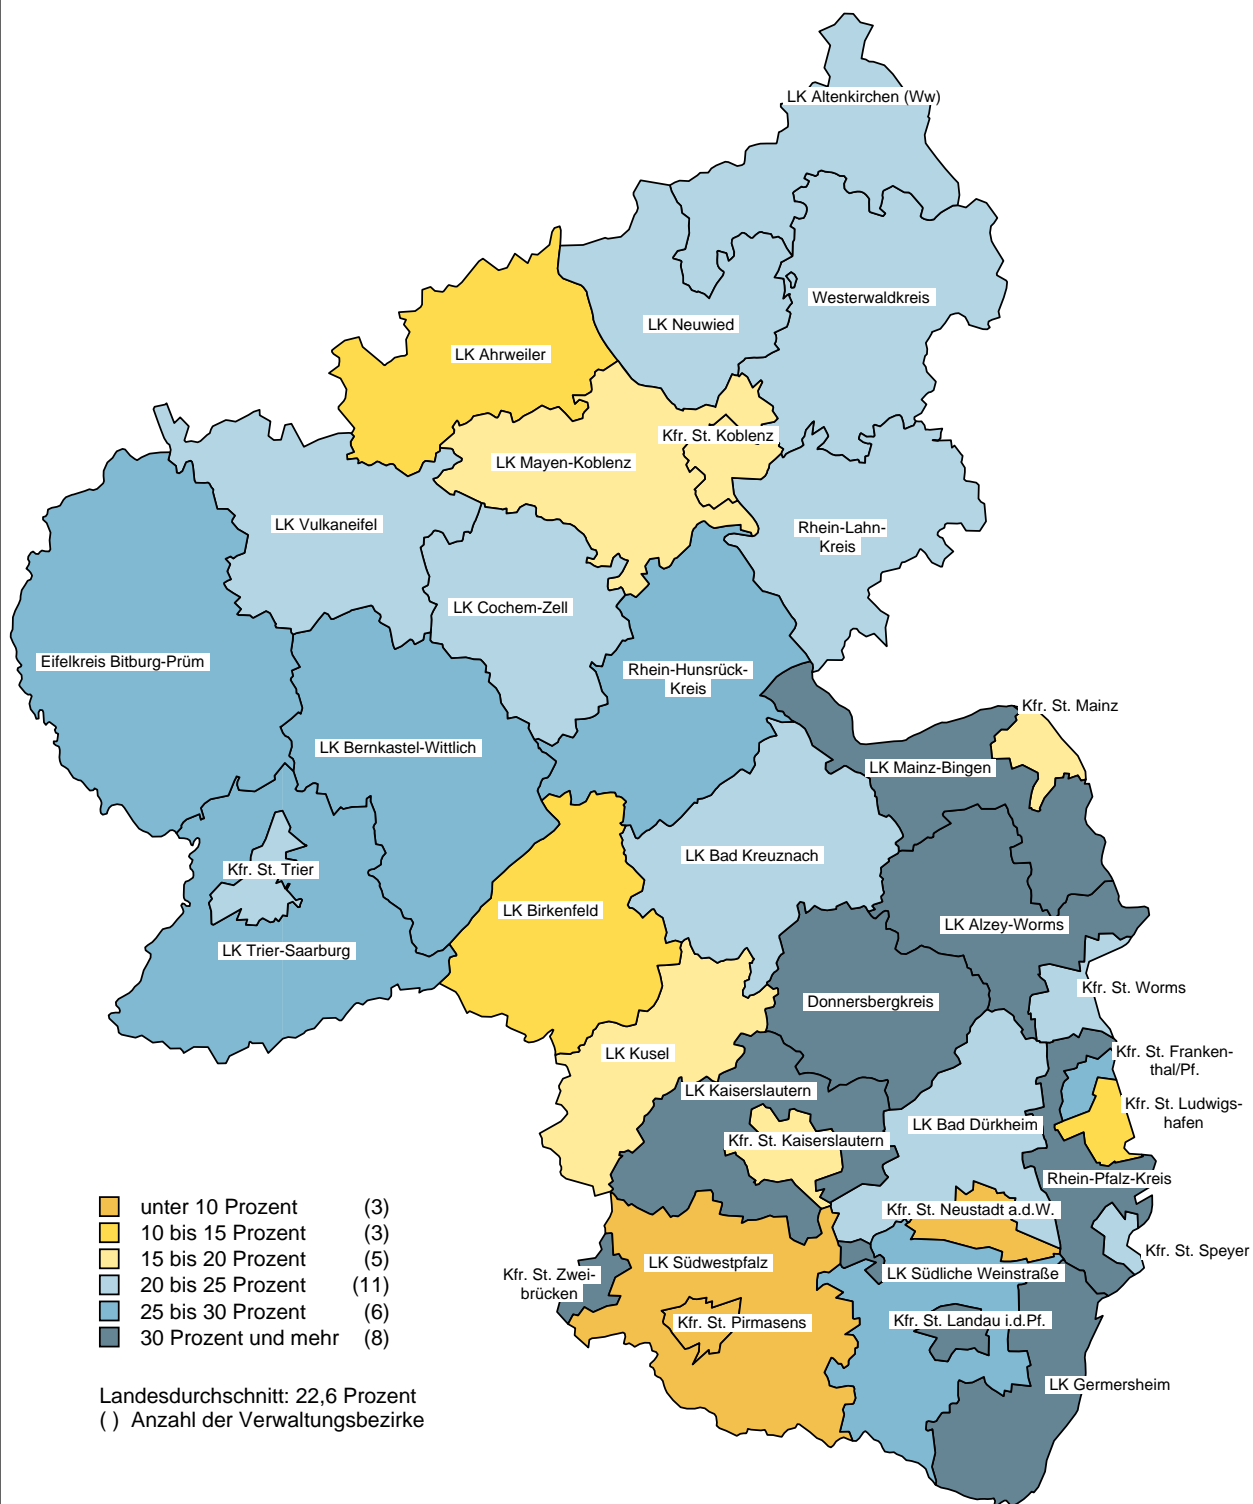 LK Altenkirchen (Ww)
Westerwaldkreis
LK Neuwied
LK Ahrweiler
Kfr. St. Koblenz
LK Mayen-Koblenz
LK Vulkaneifel
Rhein-Lahn-
Kreis
LK Cochem-Zell
Eifelkreis Bitburg-Prüm
Rhein-Hunsrück-
Kreis
Kfr. St. Mainz
LK Bernkastel-Wittlich
LK Mainz-Bingen
LK Bad Kreuznach
Kfr. St. Trier
LK Birkenfeld
LK Alzey-Worms
LK Trier-Saarburg
Kfr. St. Worms
Donnersbergkreis
LK Kusel
Kfr. St. Franken-
thal/Pf.
LK Kaiserslautern
Kfr. St. Ludwigs-
hafen
LK Bad Dürkheim
Kfr. St. Kaiserslautern
Rhein-Pfalz-Kreis
Kfr. St. Neustadt a.d.W.
Kfr. St. Speyer
LK Südwestpfalz
LK Südliche Weinstraße
Kfr. St. Zwei-
brücken
Kfr. St. Pirmasens
Kfr. St. Landau i.d.Pf.
LK Germersheim
unter 10 Prozent (3)
10 bis 15 Prozent (3)
15 bis 20 Prozent (5)
20 bis 25 Prozent (11)
25 bis 30 Prozent (6)
30 Prozent und mehr (8)
Landesdurchschnitt: 22,6 Prozent
( ) Anzahl der Verwaltungsbezirke